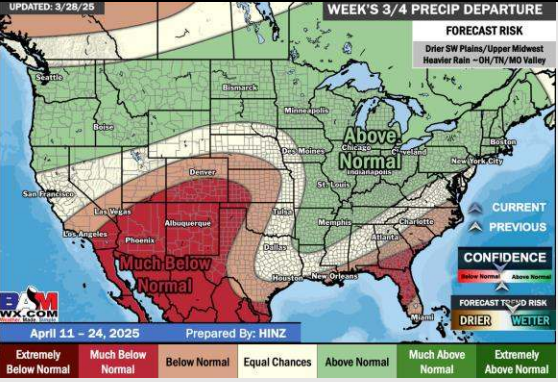 UPDATED: 3/28/25
WEEK'S 3/4 PRECIP DEPARTURE
FORECAST RISK
Drier SW Plains/Upper Midwest
Heavier Rain ~OH/TN/MO Valley
Seattle
Bismarck
Minneapolis
Boise
Above
Normal
Boston
Chicago
Cleveland
Des Moines
New York City
Indianapolis
Denver
St. Louis
San Francisco
Las Vegas
Tulsa
Memphis
Charlotte
CURRENT
Albuquerque
PREVIOUS
Los Angeles
Phoenix
Atlanta
Dallas
CONFIDENCE
Much Below
Normal
Houston
New Orleans
Below Normal
Above Normal
BAM
WX.COM
Weather. Made. Simple.
FORECAST TREND RISK
DRIER
WETTER
Miami
April 11 – 24, 2025
Prepared By: HINZ
Extremely
Below Normal
Much Below
Normal
Below Normal
Equal Chances
Above Normal
Much Above
Normal
Extremely
Above Normal